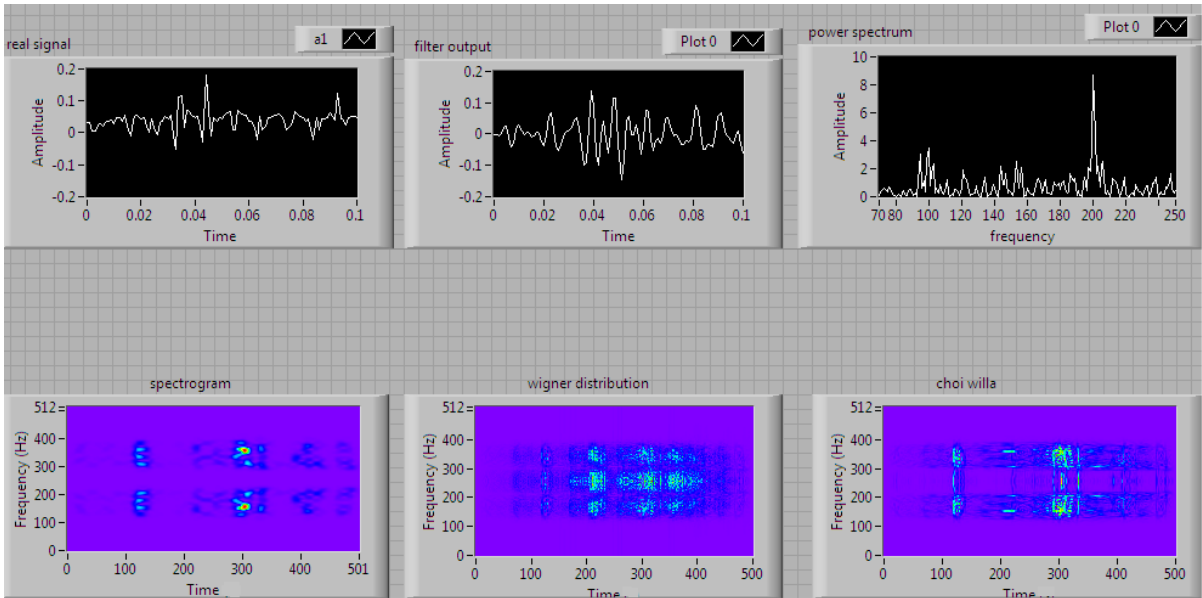 real signal
a1
0.2
0.1
0
-0.1
-0.2
Amplitude
0 0.02 0.04 0.06 0.08 0.1
Time
filter output
Plot 0
0.2
0.1
0
-0.1
-0.2
Amplitude
0 0.02 0.04 0.06 0.08 0.1
Time
power spectrum
Plot 0
10
8
6
4
2
0
Amplitude
70 80 100 120 140 160 180 200 220 250
frequency
spectrogram
512
400
300
200
100
0
Frequency (Hz)
0 100 200 300 400 501
Time
wigner distribution
512
400
300
200
100
0
Frequency (Hz)
0 100 200 300 400 500
Time
choi willa
512
400
300
200
100
0
Frequency (Hz)
0 100 200 300 400 500
Time